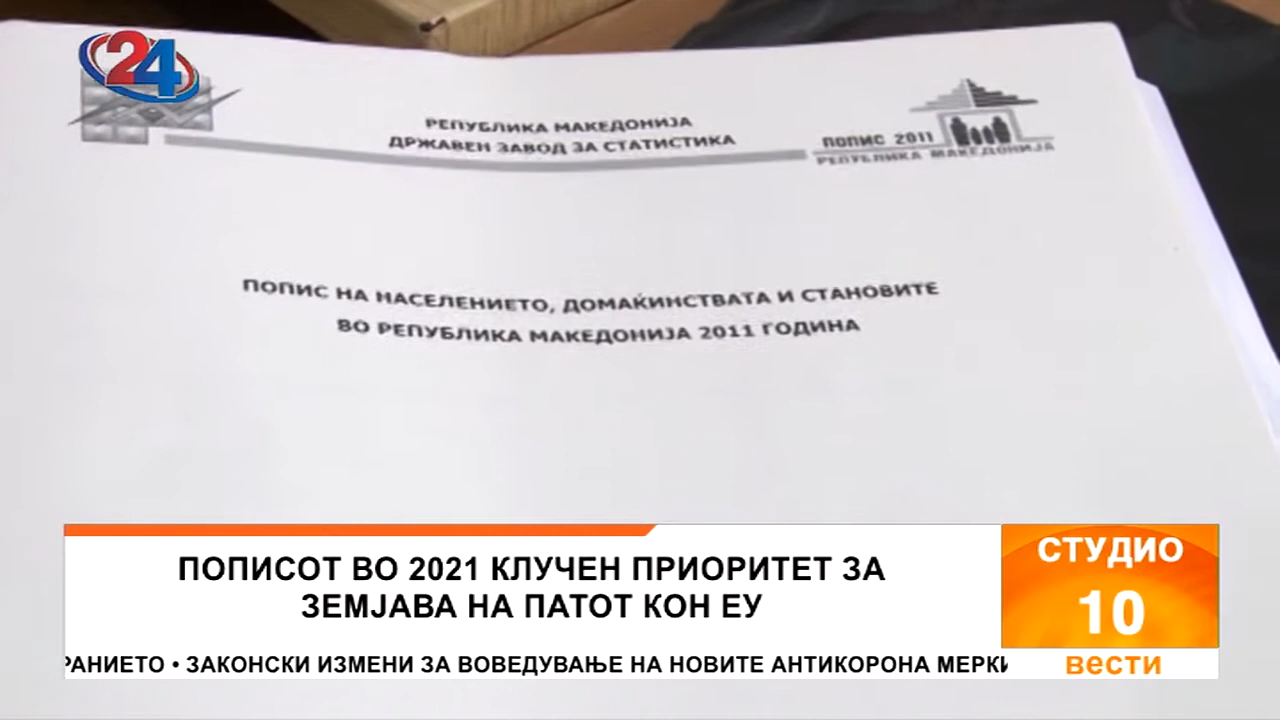 24
РЕПУБЛИКА МАКЕДОНИЈА
ДРЖАВЕН ЗАВОД ЗА СТАТИСТИКА
ПОПИС 2011
РЕПУБЛИКА МАКЕДОНИЈА
ПОПИС НА НАСЕЛЕНИЕТО, ДОМАЌИНСТВАТА И СТАНОВИТЕ
ВО РЕПУБЛИКА МАКЕДОНИЈА 2011 ГОДИНА
ПОПИСОТ ВО 2021 КЛУЧЕН ПРИОРИТЕТ ЗА
ЗЕМЈАВА НА ПАТОТ КОН ЕУ
СТУДИО
10
вести
РАНИЕТО • ЗАКОНСКИ ИЗМЕНИ ЗА ВОВЕДУВАЊЕ НА НОВИТЕ АНТИКОРОНА МЕРКИ